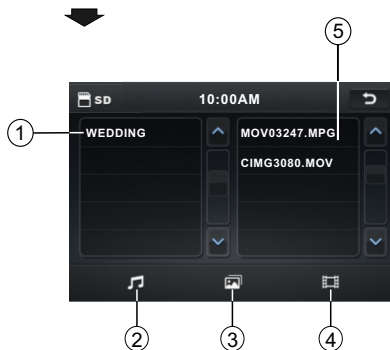 5
SD 10:00AM
1 WEDDING MOV03247.MPG
CIMG3080.MOV
2 3 4